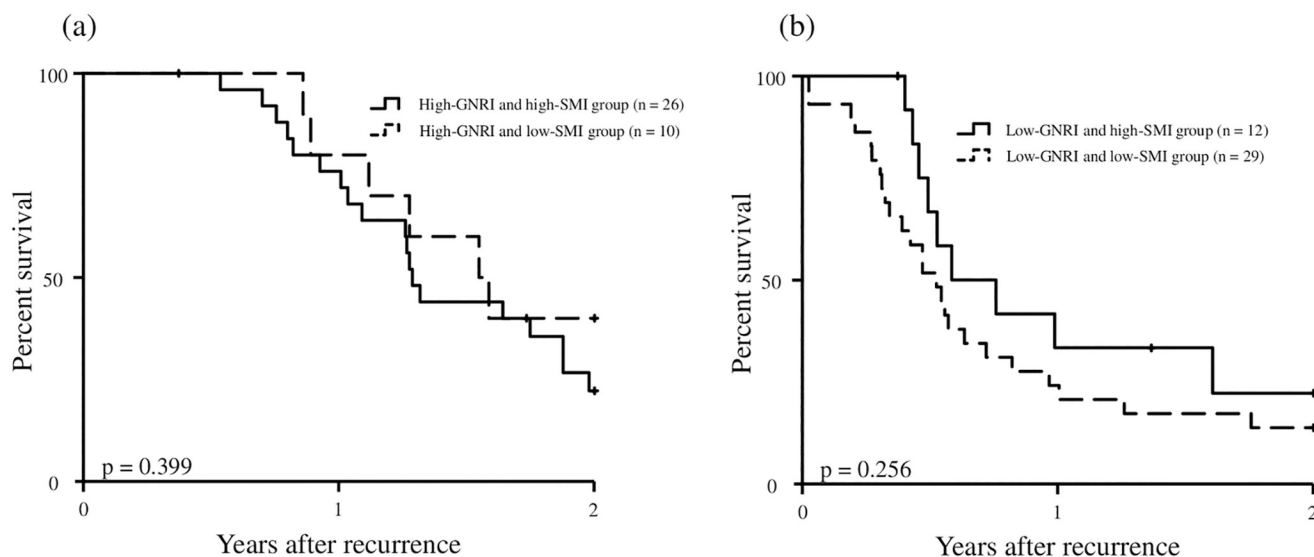 (a)
100
50
0
Percent survival
High-GNRI and high-SMI group (n = 26)
High-GNRI and low-SMI group (n = 10)
p = 0.399
0
1
2
Years after recurrence
(b)
100
50
0
Percent survival
Low-GNRI and high-SMI group (n = 12)
Low-GNRI and low-SMI group (n = 29)
p = 0.256
0
1
2
Years after recurrence